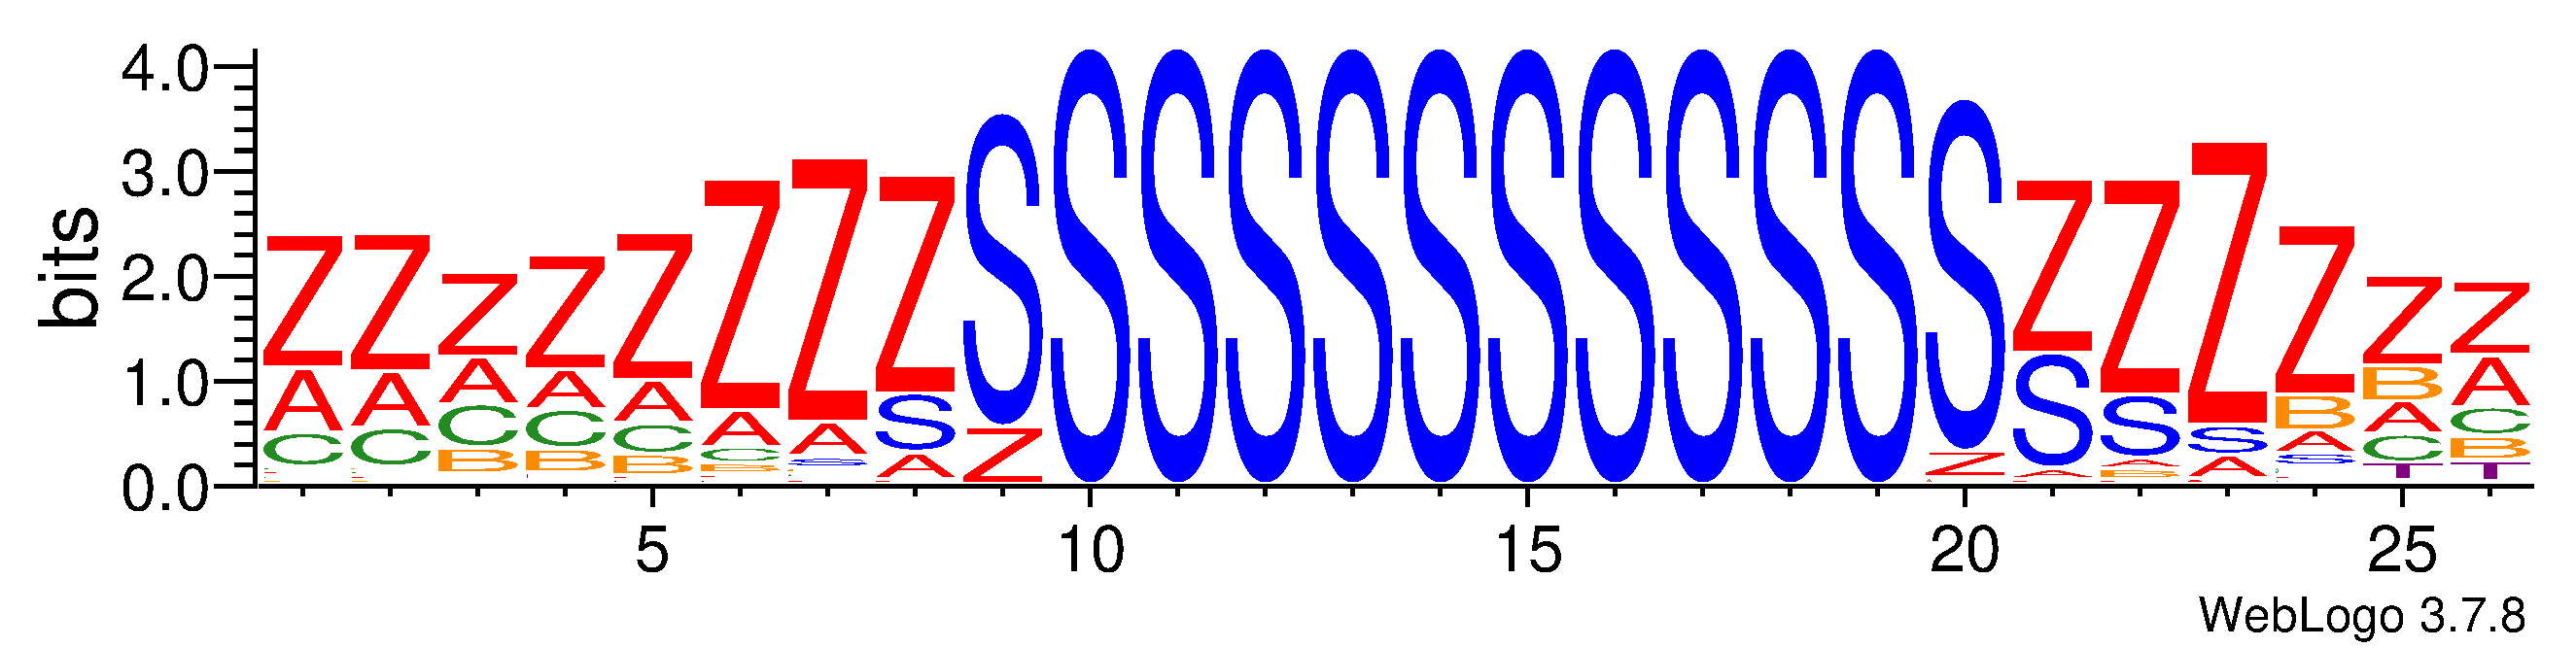 bits
4.0
3.0
2.0
1.0
0.0
Z Z Z Z Z Z Z Z S S S S S S S S S S S S Z Z Z Z Z Z
A A A A A A A S Z Z S S S B B A
C C C C C C S A A A A A A C
B B B B B S C B
T T
5 10 15 20 25
WebLogo 3.7.8